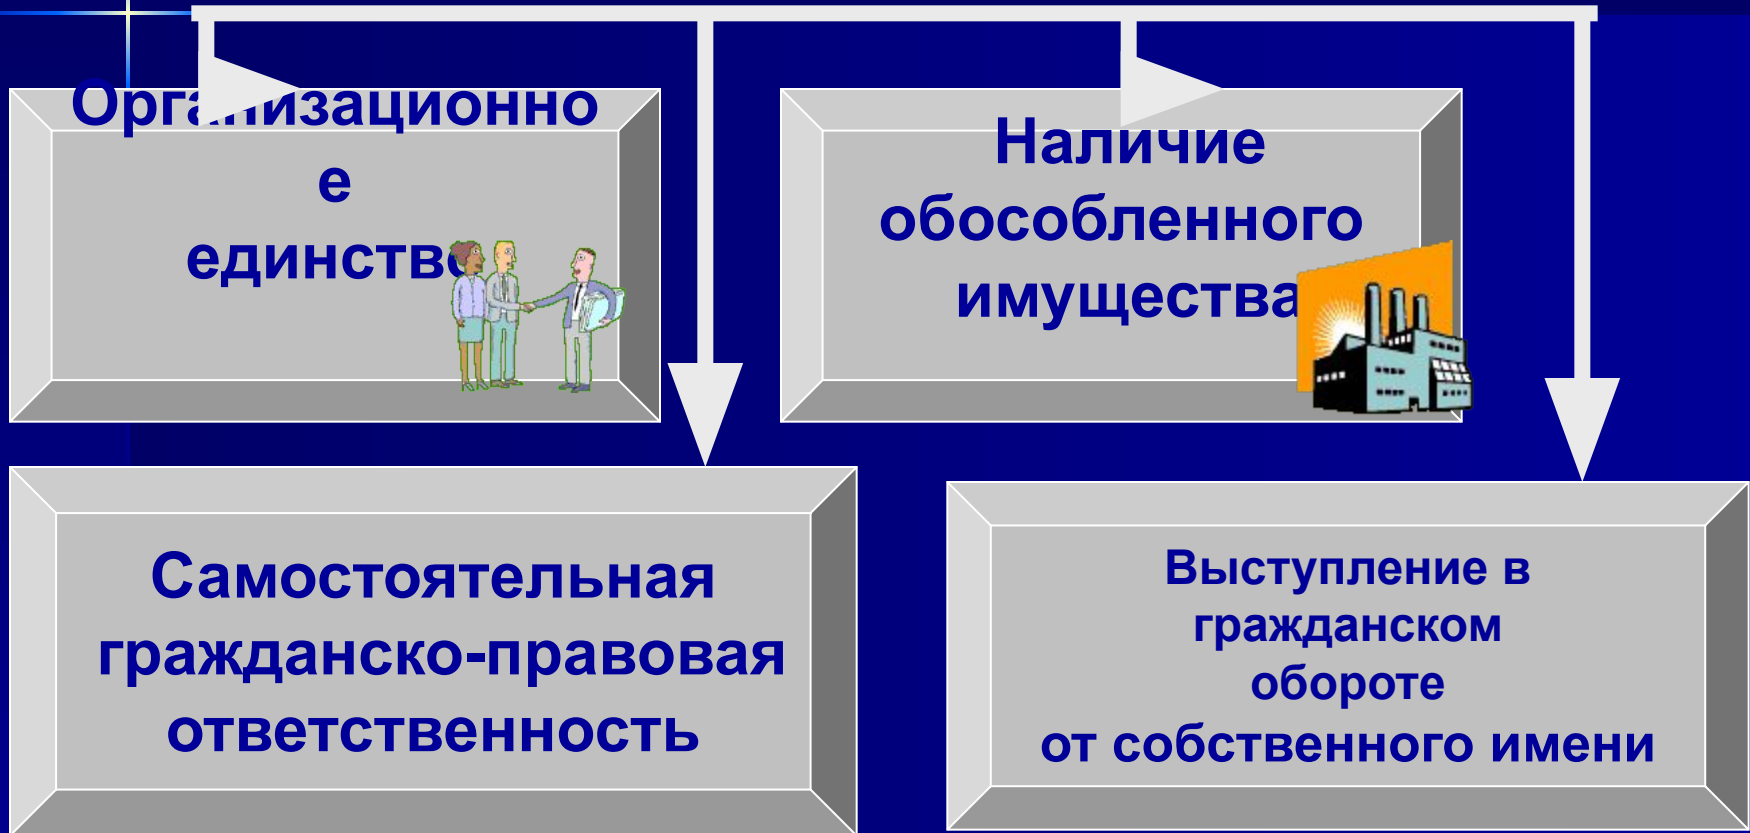 Организационно
е
единство
Наличие
обособленного
имущества
Самостоятельная
гражданско-правовая
ответственность
Выступление в
гражданском
обороте
от собственного имени